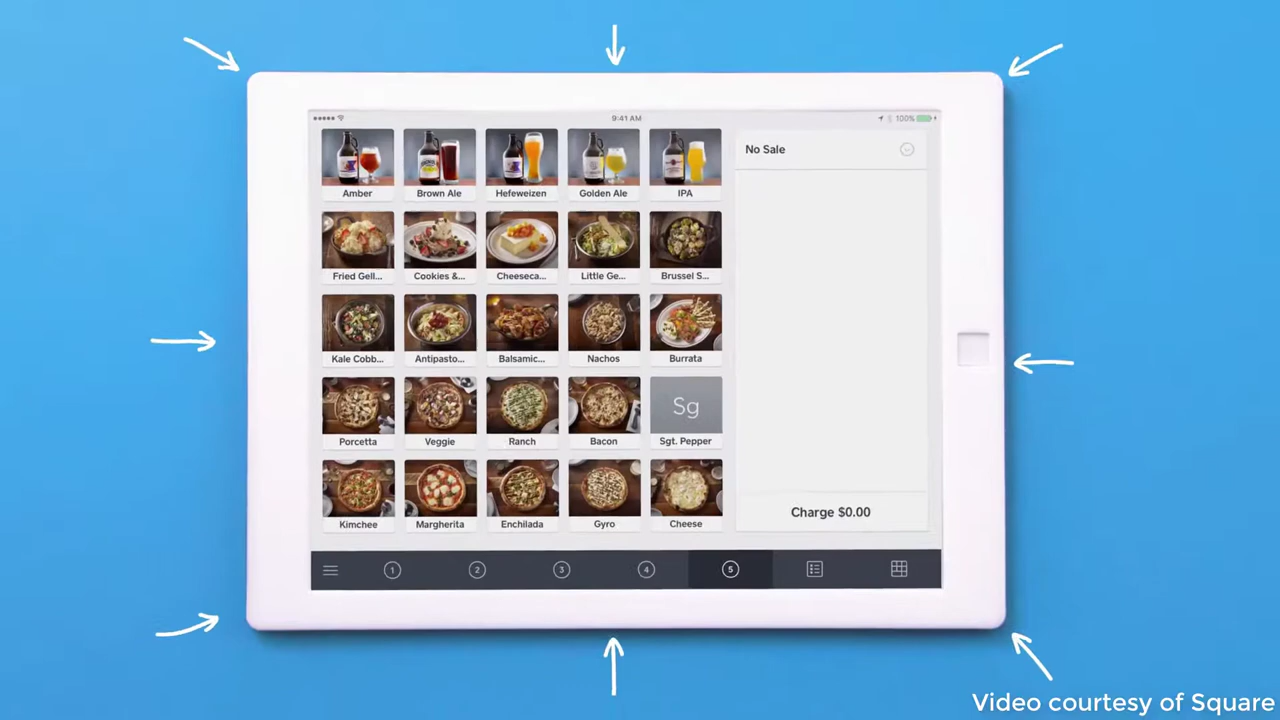 9:41 AM
100%
No Sale
Amber
Brown Ale
Hefeweizen
Golden Ale
IPA
Fried Gell...
Cookies &...
Cheeseca...
Little Ge...
Brussel S...
Kale Cobb...
Antipasto...
Balsamic...
Nachos
Burrata
Porcetta
Veggie
Ranch
Bacon
Sg
Sgt. Pepper
Kimchee
Margherita
Enchilada
Gyro
Cheese
Charge $0.00
1
2
3
4
5
Video courtesy of Square